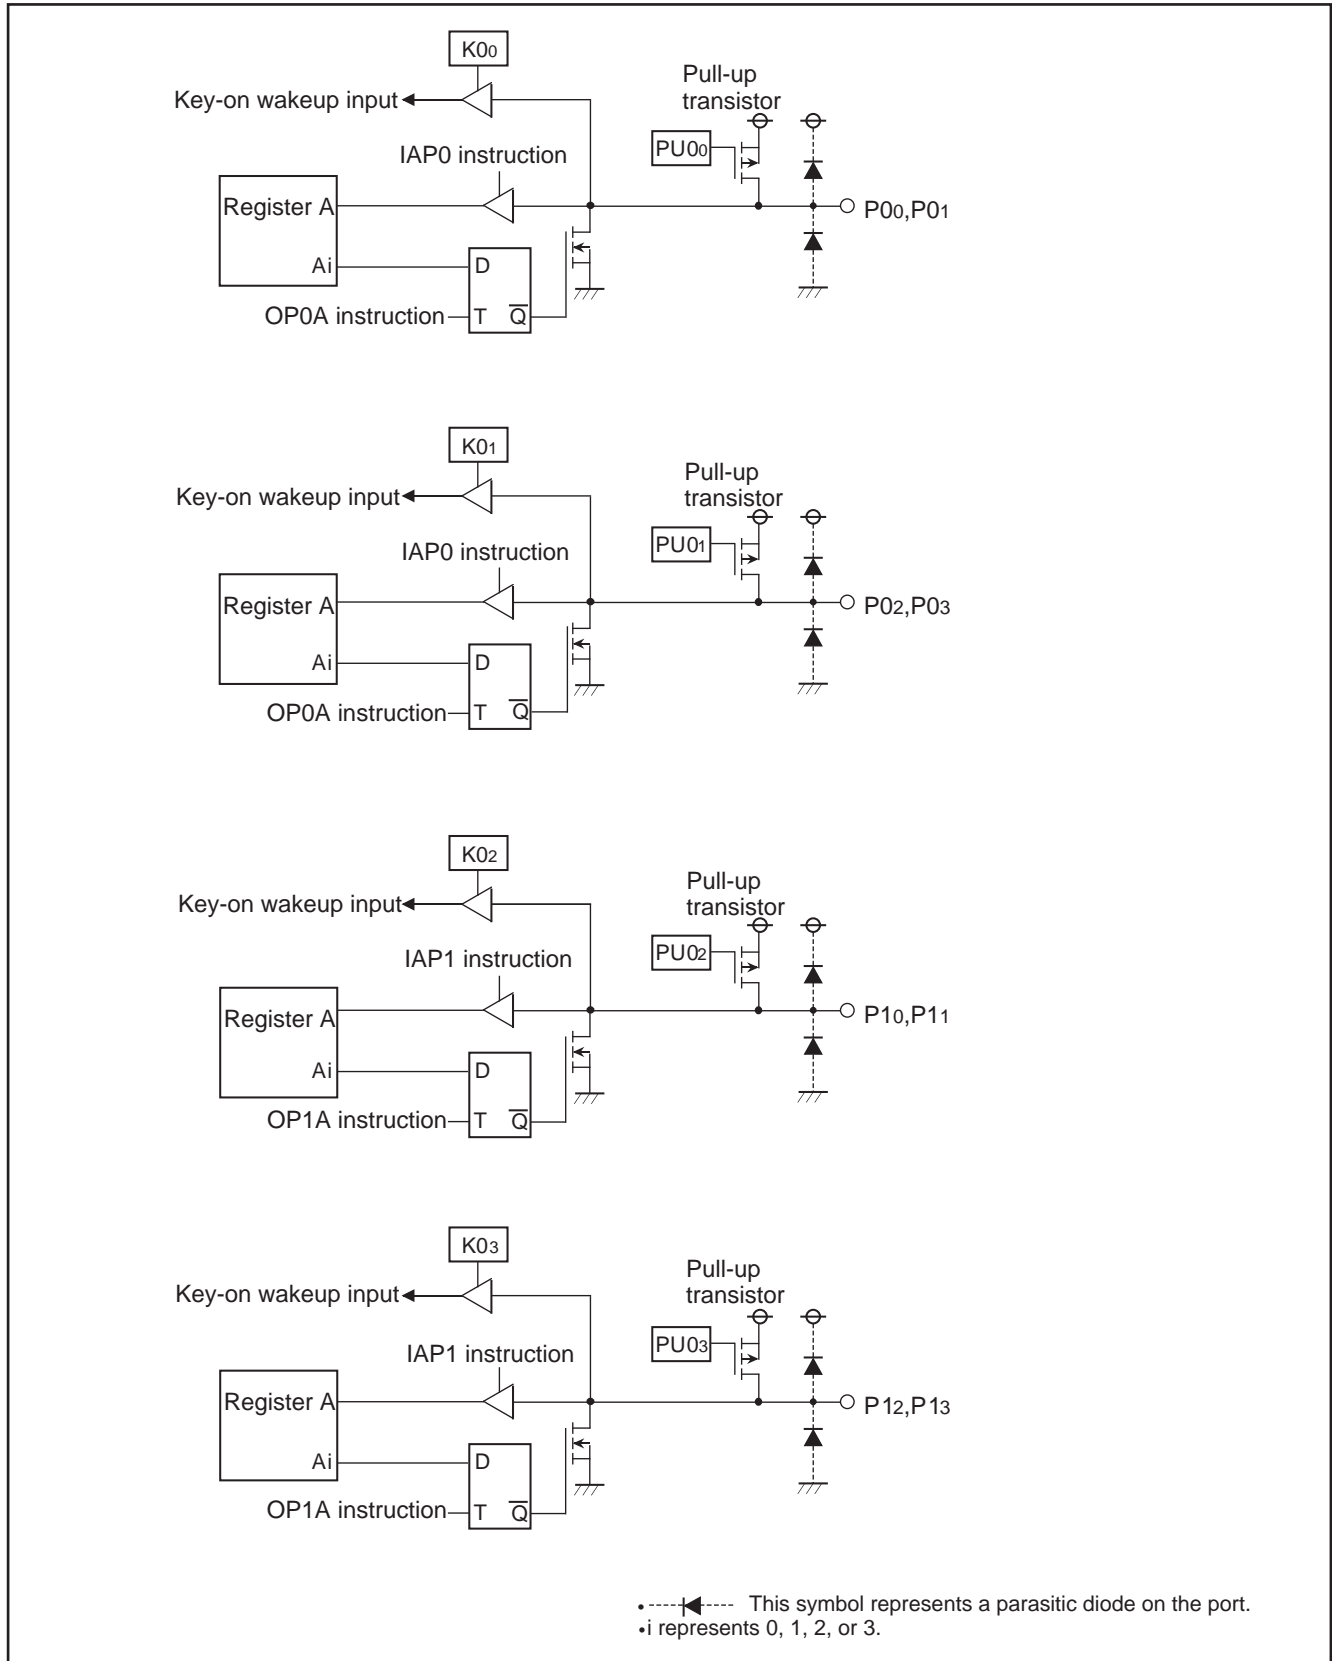 K00
Pull-up
transistor
Key-on wakeup input
PU00
IAP0 instruction
Register A
P00,P01
Ai
D
OP0A instruction
T Q̅
K01
Pull-up
transistor
Key-on wakeup input
PU01
IAP0 instruction
Register A
P02,P03
Ai
D
OP0A instruction
T Q̅
K02
Pull-up
transistor
Key-on wakeup input
PU02
IAP1 instruction
Register A
P10,P11
Ai
D
OP1A instruction
T Q̅
K03
Pull-up
transistor
Key-on wakeup input
PU03
IAP1 instruction
Register A
P12,P13
Ai
D
OP1A instruction
T Q̅
• This symbol represents a parasitic diode on the port.
•i represents 0, 1, 2, or 3.